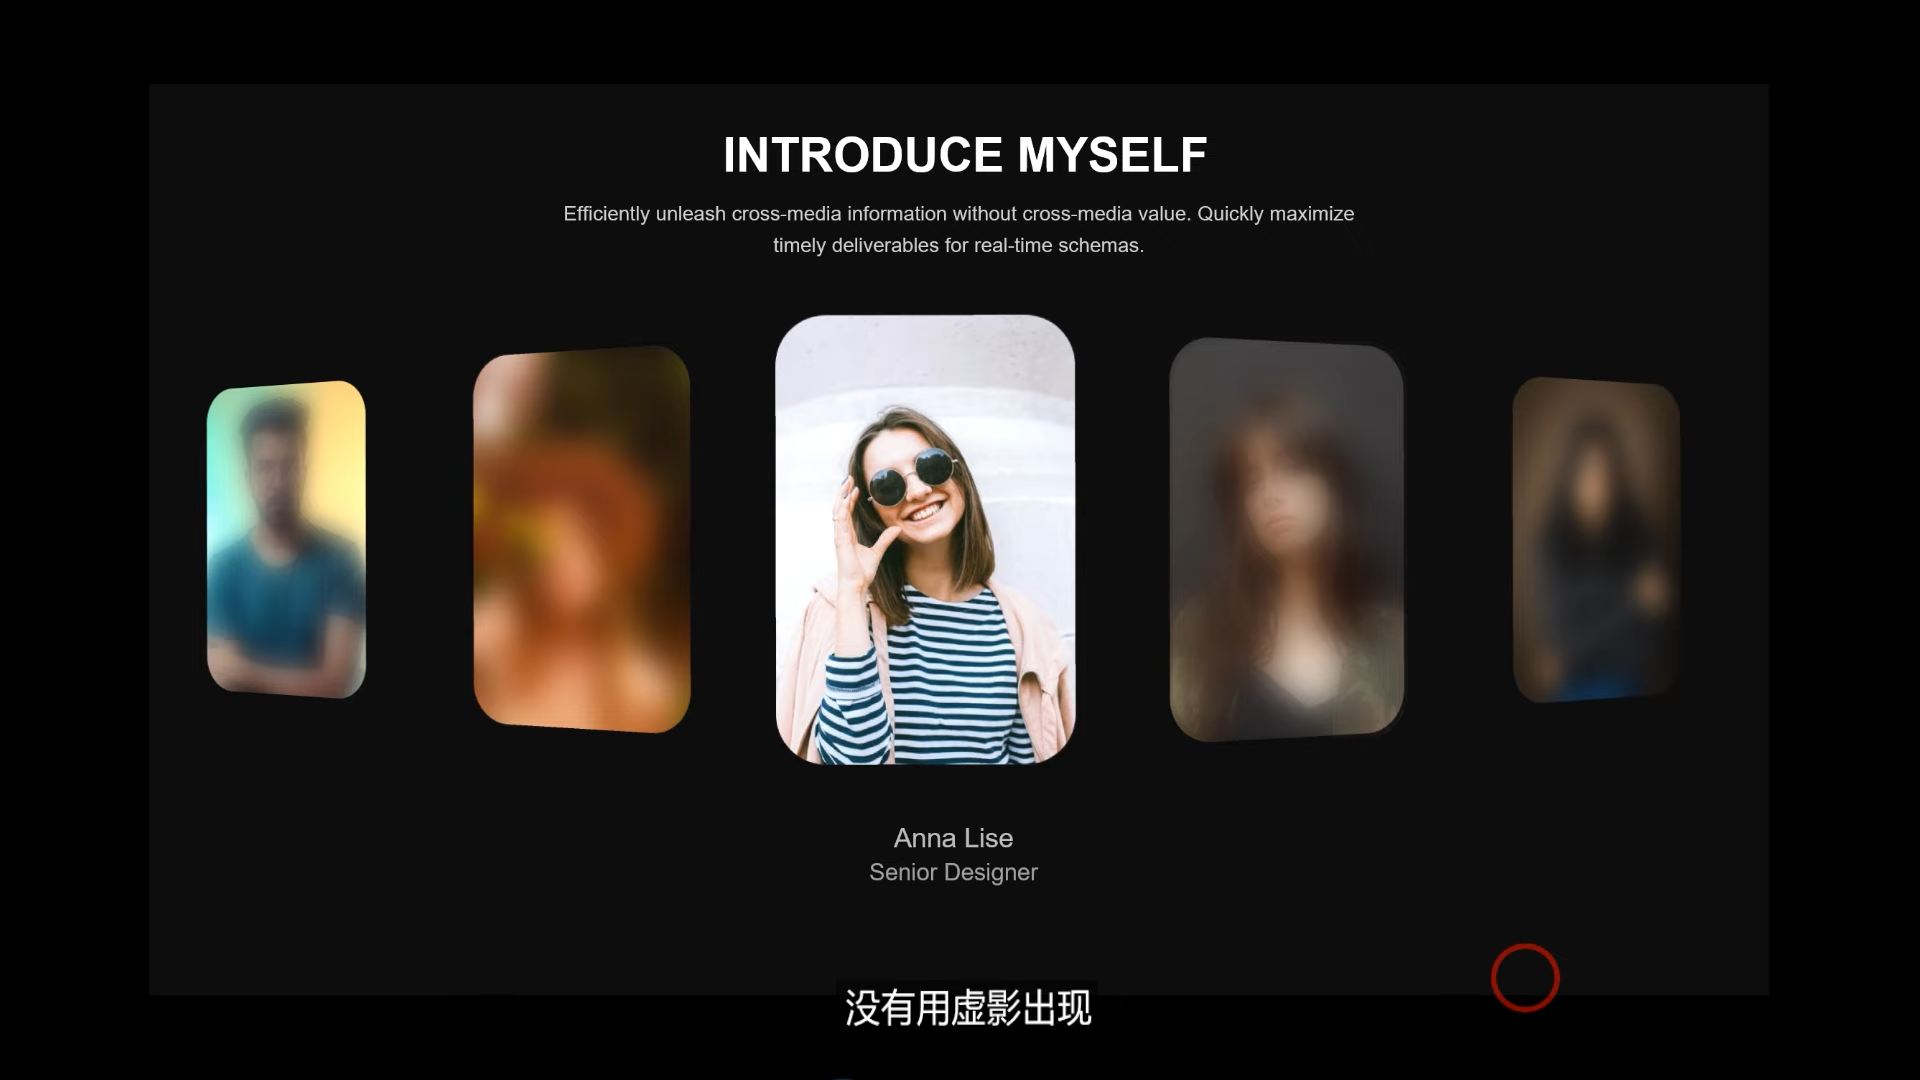 INTRODUCE MYSELF
Efficiently unleash cross-media information without cross-media value. Quickly maximize
timely deliverables for real-time schemas.
Anna Lise
Senior Designer
没有用虚影出现